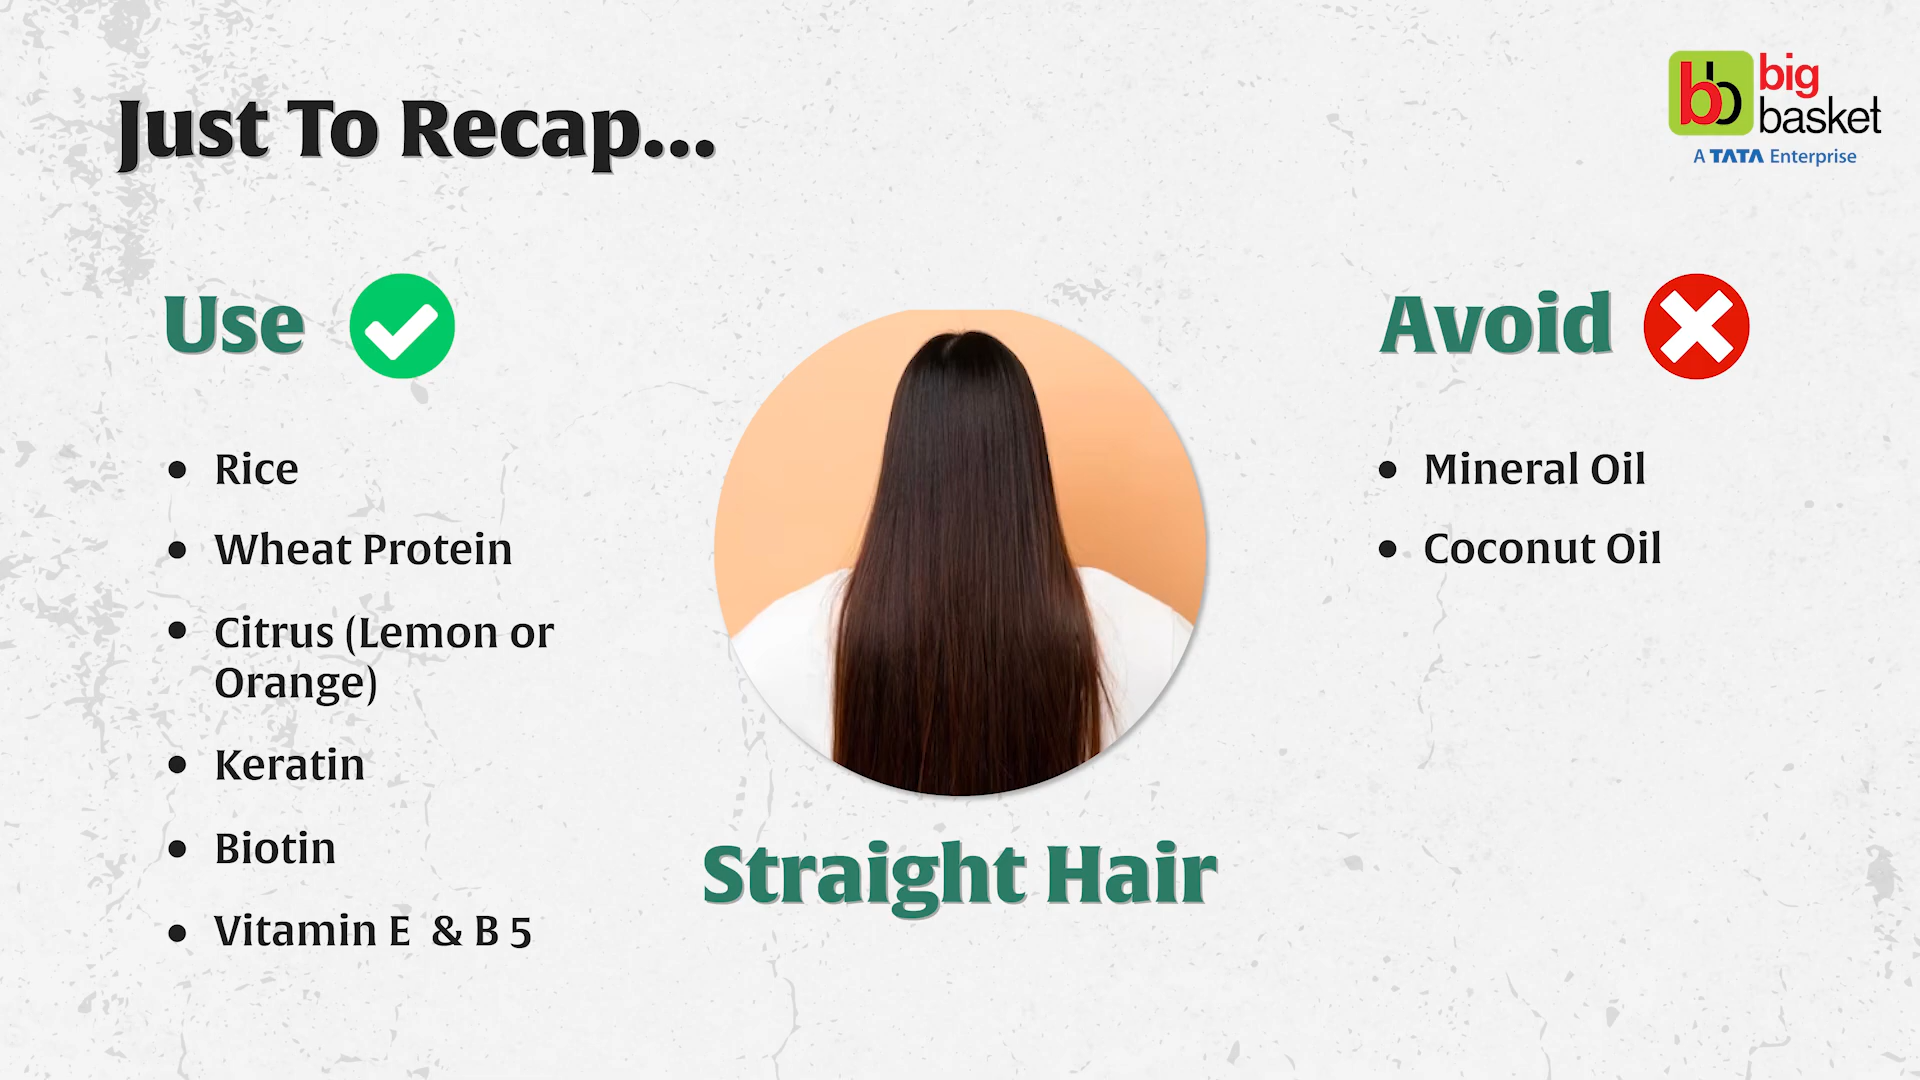 Just To Recap...
big
basket
A TATA Enterprise
Use
Rice
Wheat Protein
Citrus (Lemon or
Orange)
Keratin
Biotin
Vitamin E  & B 5
Straight Hair
Avoid
Mineral Oil
Coconut Oil